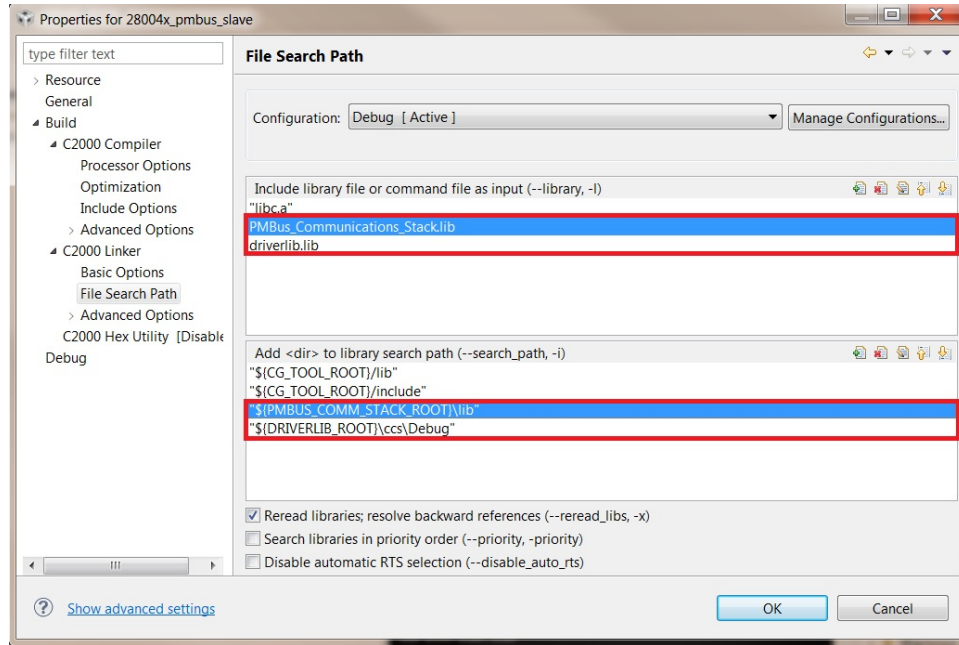 Properties for 28004x_pmbus_slave
type filter text
Resource
General
Build
C2000 Compiler
Processor Options
Optimization
Include Options
Advanced Options
C2000 Linker
Basic Options
File Search Path
Advanced Options
C2000 Hex Utility [Disable
Debug
File Search Path
Configuration: Debug [ Active ]
Manage Configurations...
Include library file or command file as input (--library, -l)
"libc.a"
PMBus_Communications_Stack.lib
driverlib.lib
Add <dir> to library search path (--search_path, -i)
"${CG_TOOL_ROOT}/lib"
"${CG_TOOL_ROOT}/include"
"${PMBUS_COMM_STACK_ROOT}\lib"
"${DRIVERLIB_ROOT}\ccs\Debug"
Reread libraries; resolve backward references (--reread_libs, -x)
Search libraries in priority order (--priority, -priority)
Disable automatic RTS selection (--disable_auto_rts)
Show advanced settings
OK
Cancel